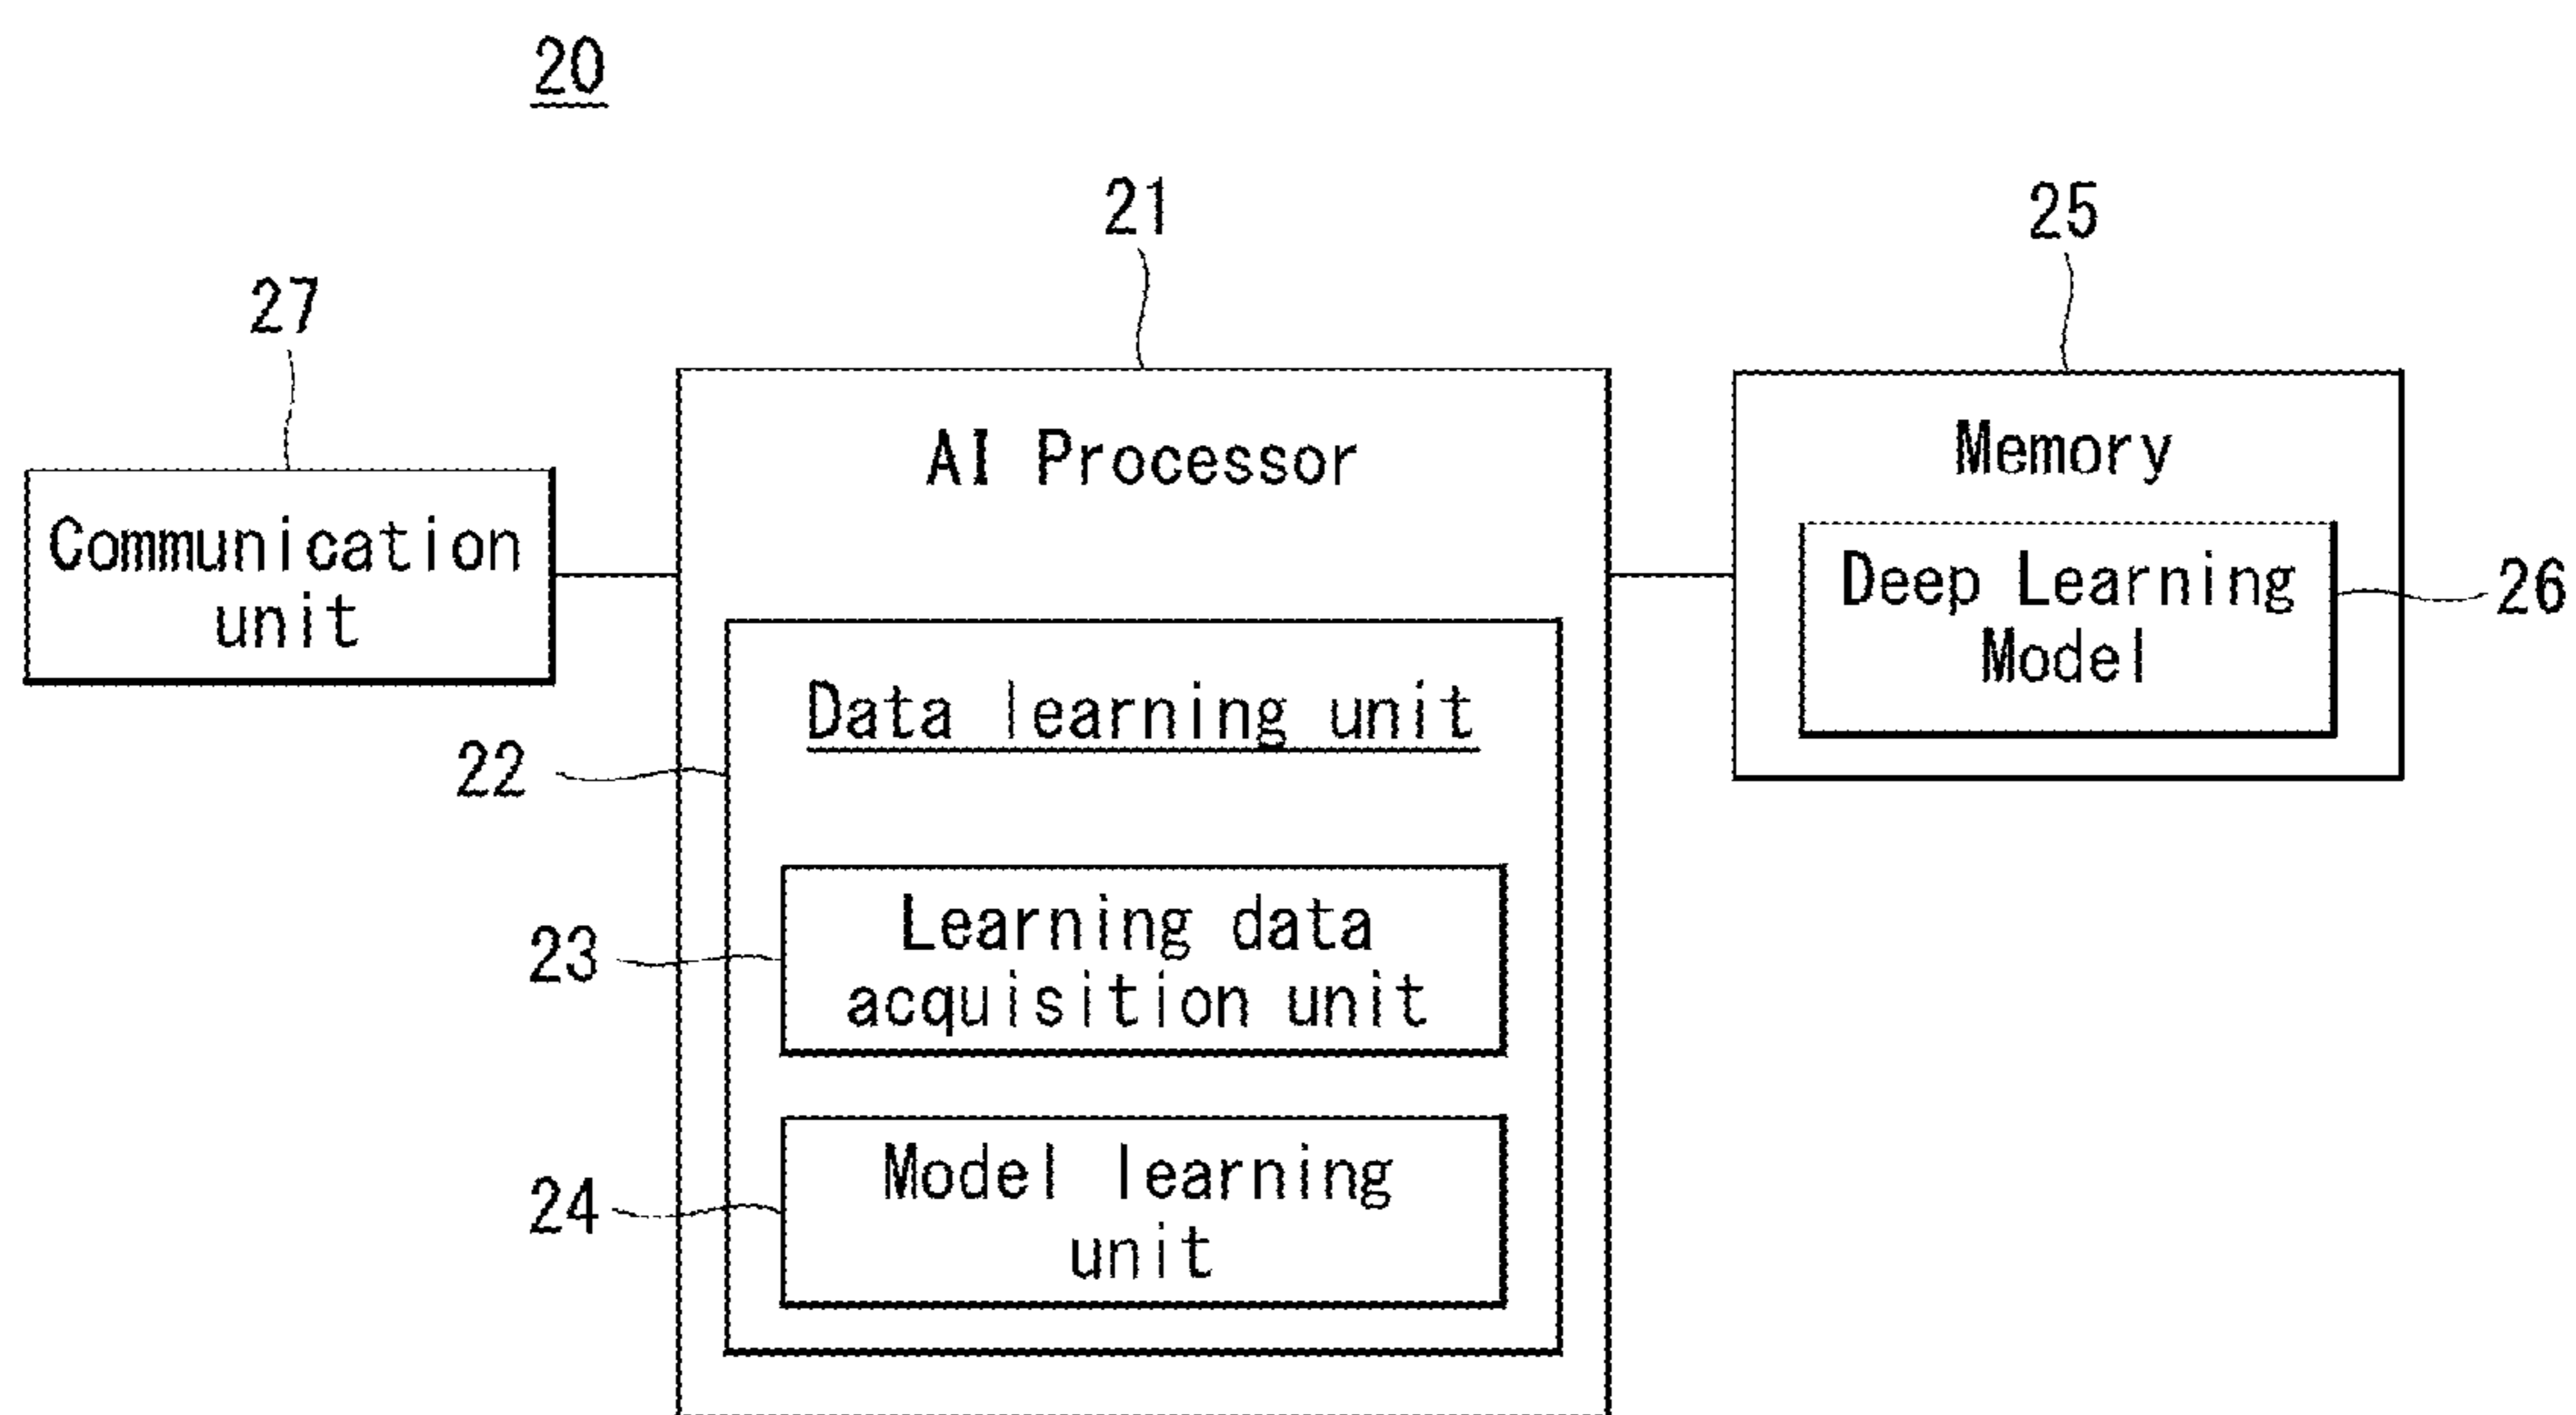 20
21
25
27
AI Processor
Memory
Communication
unit
Deep Learning
Model
26
Data learning unit
22
Learning data
acquisition unit
23
Model learning
unit
24